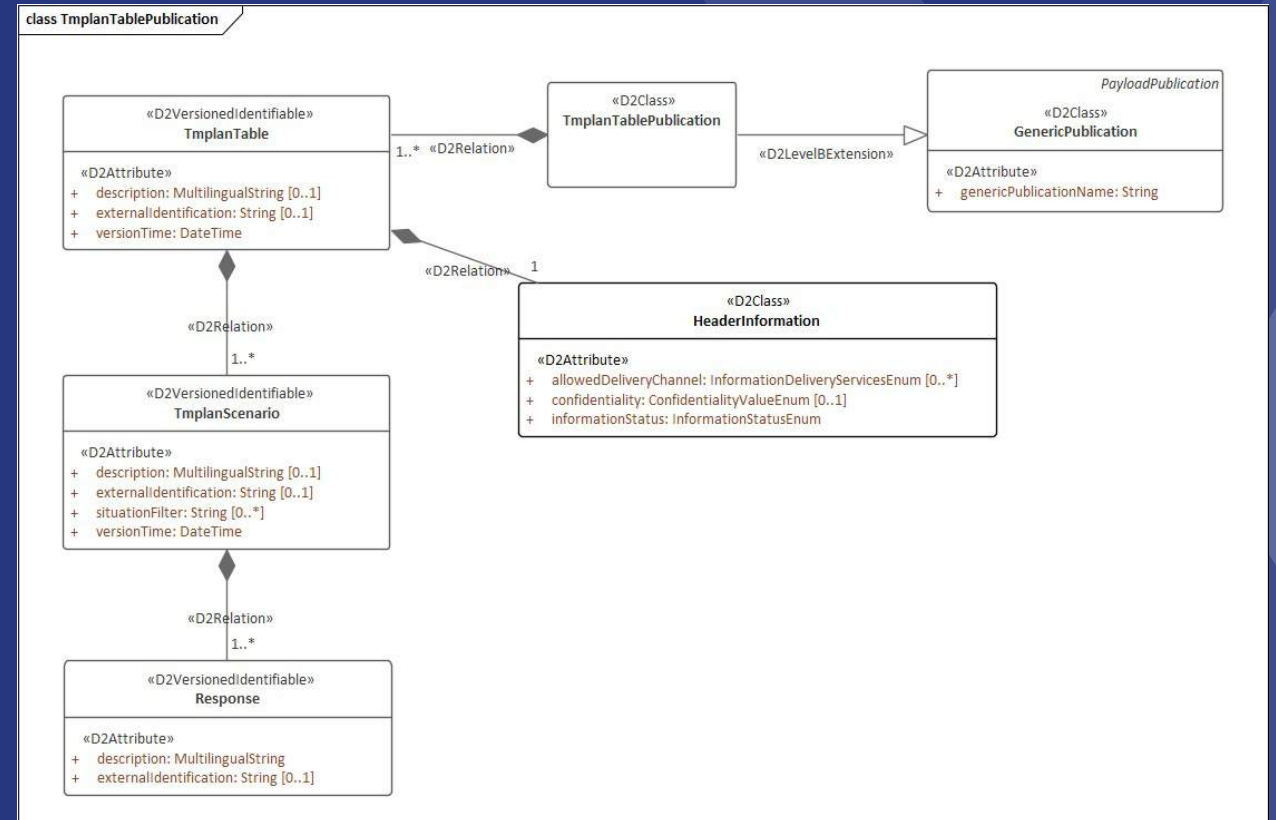 class TmplanTablePublication
«D2VersionedIdentifiable»
TmplanTable
«D2Attribute»
+ description: MultilingualString [0..1]
+ externalIdentification: String [0..1]
+ versionTime: DateTime
1..* «D2Relation»
«D2Class»
TmplanTablePublication
«D2LevelBExtension»
PayloadPublication
«D2Class»
GenericPublication
«D2Attribute»
+ genericPublicationName: String
«D2Relation» 1
«D2Class»
HeaderInformation
«D2Attribute»
+ allowedDeliveryChannel: InformationDeliveryServicesEnum [0..*]
+ confidentiality: ConfidentialityValueEnum [0..1]
+ informationStatus: InformationStatusEnum
«D2Relation»
1..*
«D2VersionedIdentifiable»
TmplanScenario
«D2Attribute»
+ description: MultilingualString [0..1]
+ externalIdentification: String [0..1]
+ situationFilter: String [0..*]
+ versionTime: DateTime
«D2Relation»
1..*
«D2VersionedIdentifiable»
Response
«D2Attribute»
+ description: MultilingualString
+ externalIdentification: String [0..1]